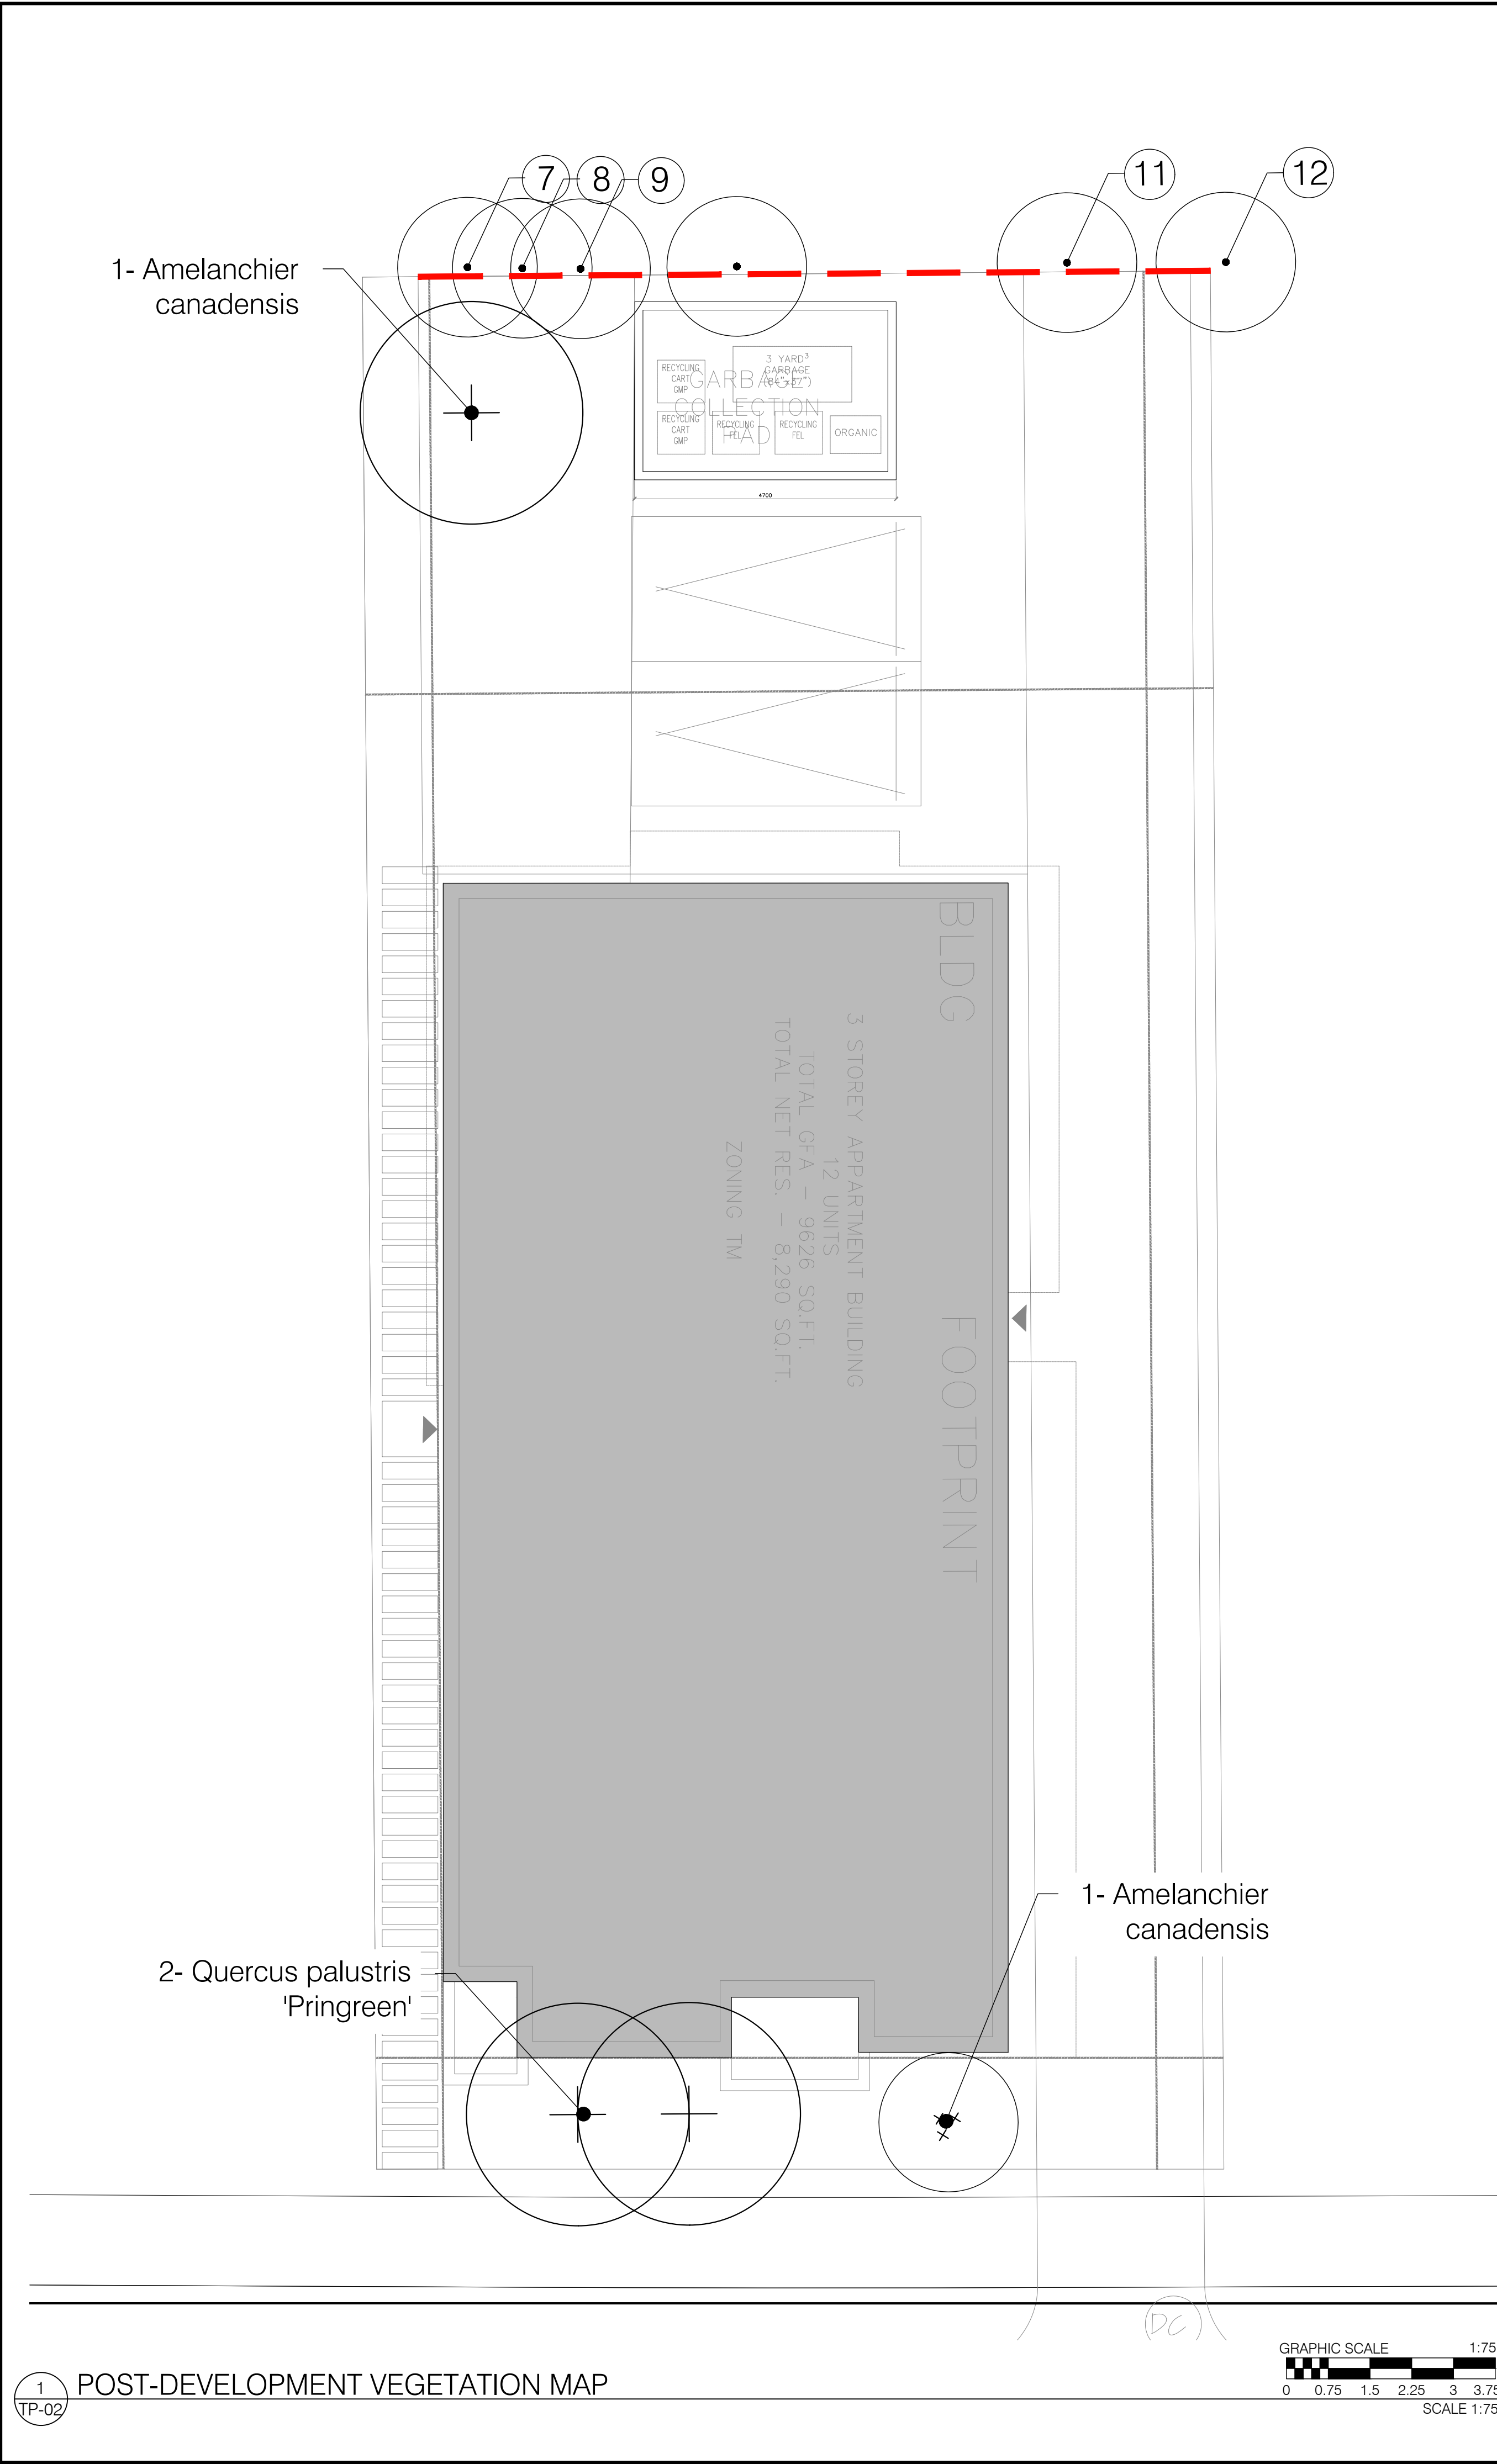 7
8
9
11
12
1- Amelanchier
canadensis
3 YARD³
GARBAGE
(84"x37")
RECYCLING
CART
GMP
GARBAGE
COLLECTION
PAD
RECYCLING
CART
GMP
RECYCLING
FEL
RECYCLING
FEL
ORGANIC
4700
BLDG FOOTPRINT
3 STOREY APPARTMENT BUILDING
12 UNITS
TOTAL GFA - 9626 SQ.FT.
TOTAL NET RES. - 8,290 SQ.FT.
ZONING TM
1- Amelanchier
canadensis
2- Quercus palustris
'Pringreen'
DC
1
TP-02
POST-DEVELOPMENT VEGETATION MAP
GRAPHIC SCALE 1:75
0 0.75 1.5 2.25 3 3.75
SCALE 1:75